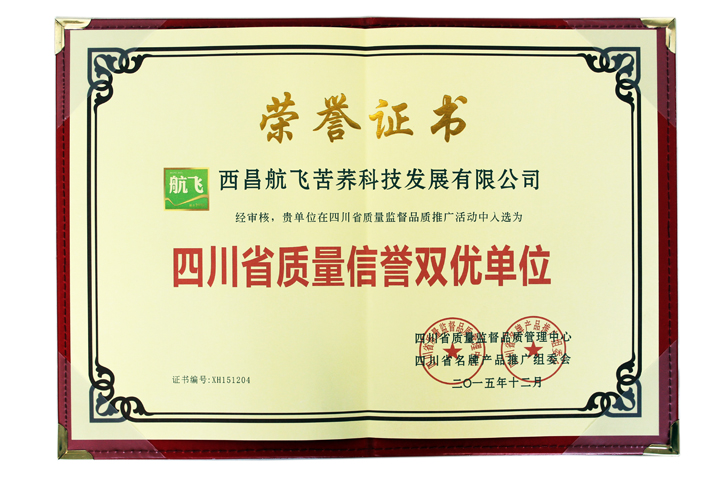 荣誉证书
航飞
西昌航飞苦荞科技发展有限公司
经审核，贵单位在四川省质量监督品质推广活动中入选为
四川省质量信誉双优单位
四川省质量监督品质管理中心
四川省名牌产品推广组委会
二〇一五年十二月
证书编号:XH151204